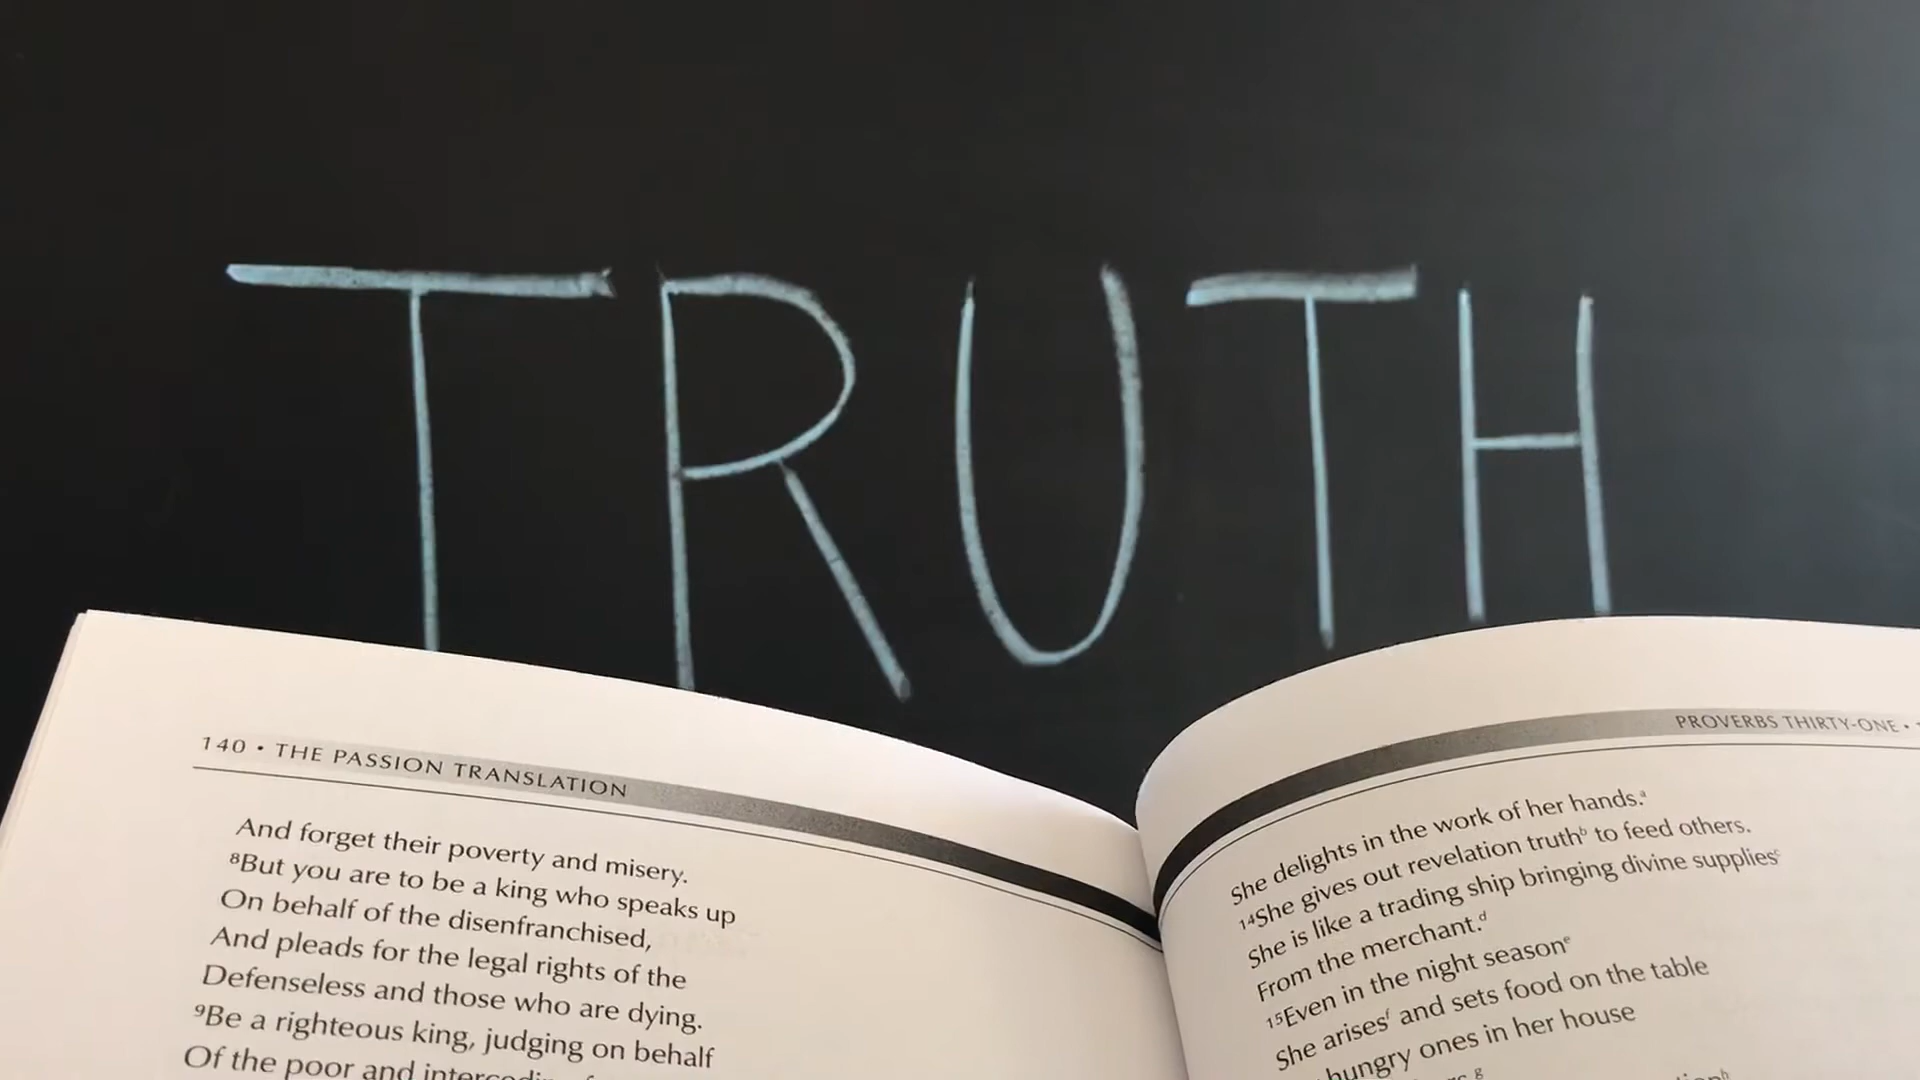 TRUTH
140 • THE PASSION TRANSLATION
And forget their poverty and misery.
⁸But you are to be a king who speaks up
On behalf of the disenfranchised,
And pleads for the legal rights of the
Defenseless and those who are dying.
⁹Be a righteous king, judging on behalf
Of the poor and
PROVERBS THIRTY-ONE •
She delights in the work of her hands.ᵃ
¹⁴She gives out revelation truthᵇ to feed others.
She is like a trading ship bringing divine suppliesᶜ
From the merchant.ᵈ
¹⁵Even in the night seasonᵉ
She arisesᶠ and sets food on the table
hungry ones in her house